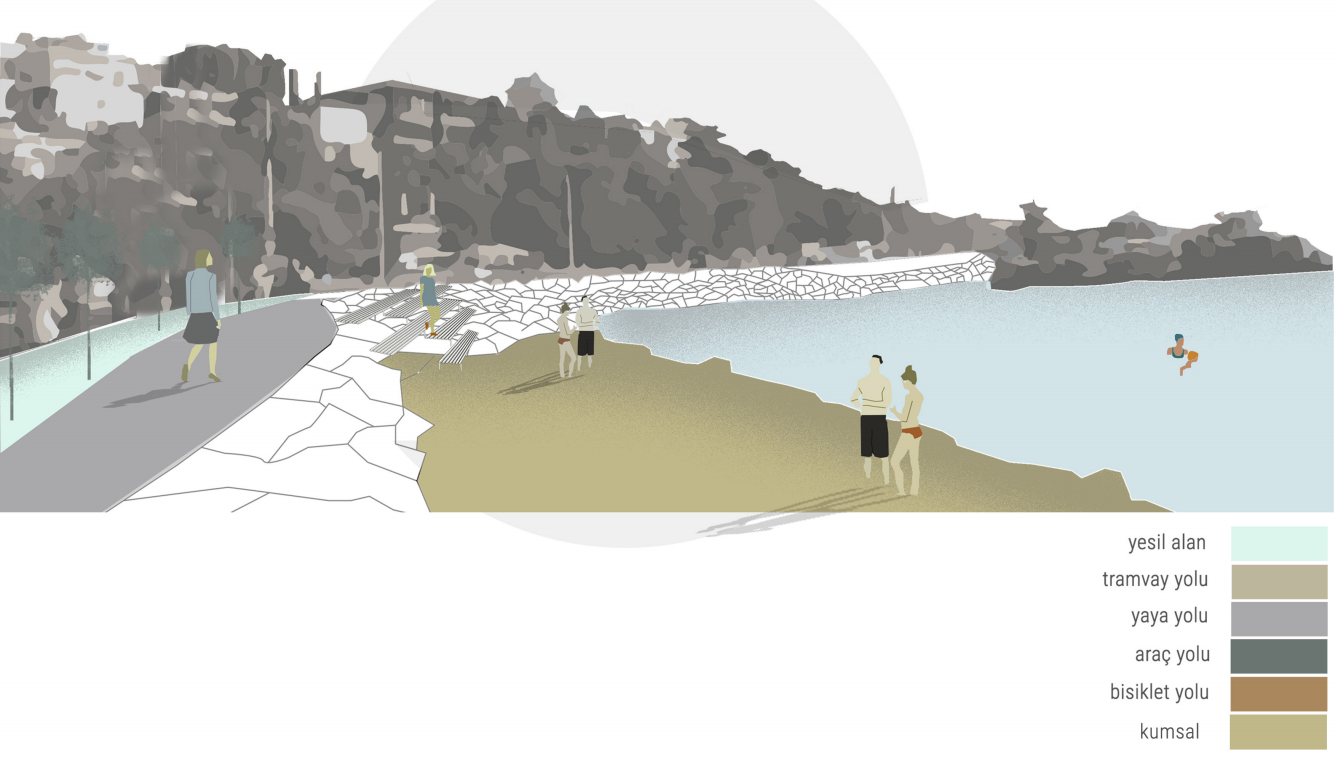 yesil alan
tramvay yolu
yaya yolu
araç yolu
bisiklet yolu
kumsal